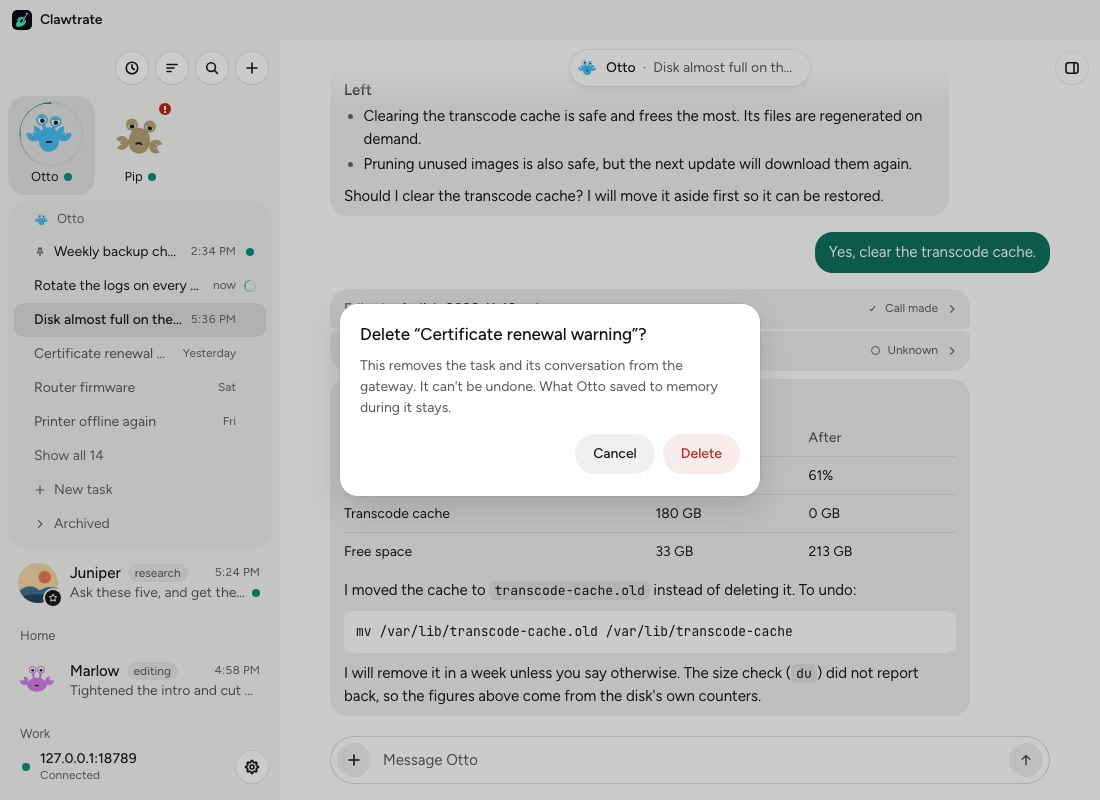 Clawtrate
Otto · Disk almost full on th...
Otto
Pip
Otto
Weekly backup ch... 2:34 PM
Rotate the logs on every ... now
Disk almost full on the... 5:36 PM
Certificate renewal ... Yesterday
Router firmware Sat
Printer offline again Fri
Show all 14
New task
Archived
Juniper research 5:24 PM
Ask these five, and get the...
Home
Marlow editing 4:58 PM
Tightened the intro and cut ...
Work
127.0.0.1:18789
Connected
Left
Clearing the transcode cache is safe and frees the most. Its files are regenerated on
demand.
Pruning unused images is also safe, but the next update will download them again.
Should I clear the transcode cache? I will move it aside first so it can be restored.
Yes, clear the transcode cache.
Call made
Unknown
Delete “Certificate renewal warning”?
This removes the task and its conversation from the
gateway. It can't be undone. What Otto saved to memory
during it stays.
Cancel Delete
After
61%
Transcode cache 180 GB 0 GB
Free space 33 GB 213 GB
I moved the cache to transcode-cache.old instead of deleting it. To undo:
mv /var/lib/transcode-cache.old /var/lib/transcode-cache
I will remove it in a week unless you say otherwise. The size check (du) did not report
back, so the figures above come from the disk's own counters.
Message Otto